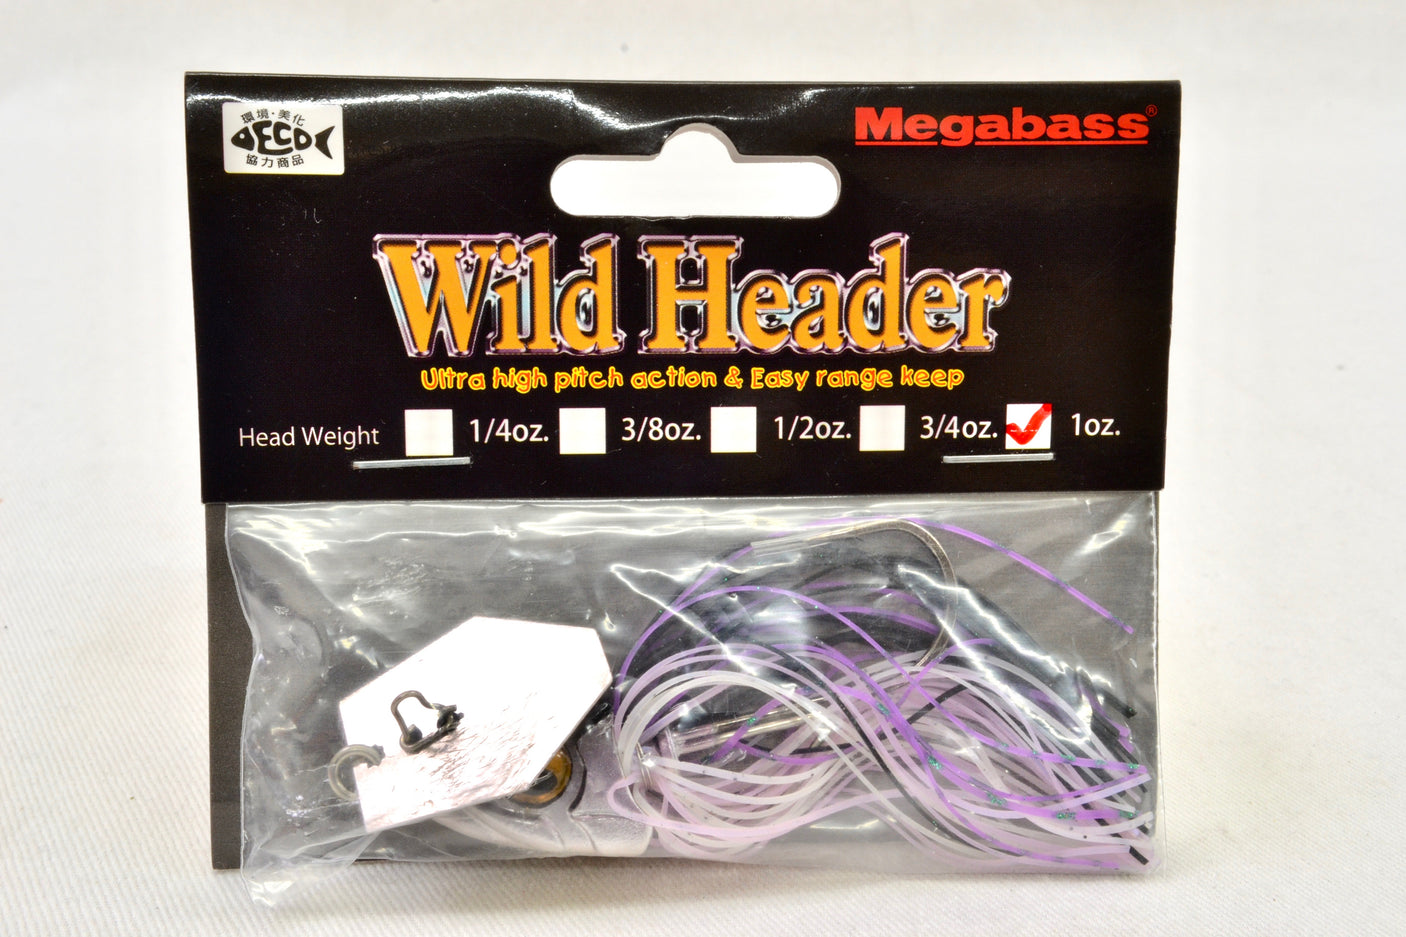 環境・美化
ECO
協力商品
Megabass®
Wild Header
Ultra high pitch action & Easy range keep
Head Weight 1/4oz. 3/8oz. 1/2oz. 3/4oz. 1oz.